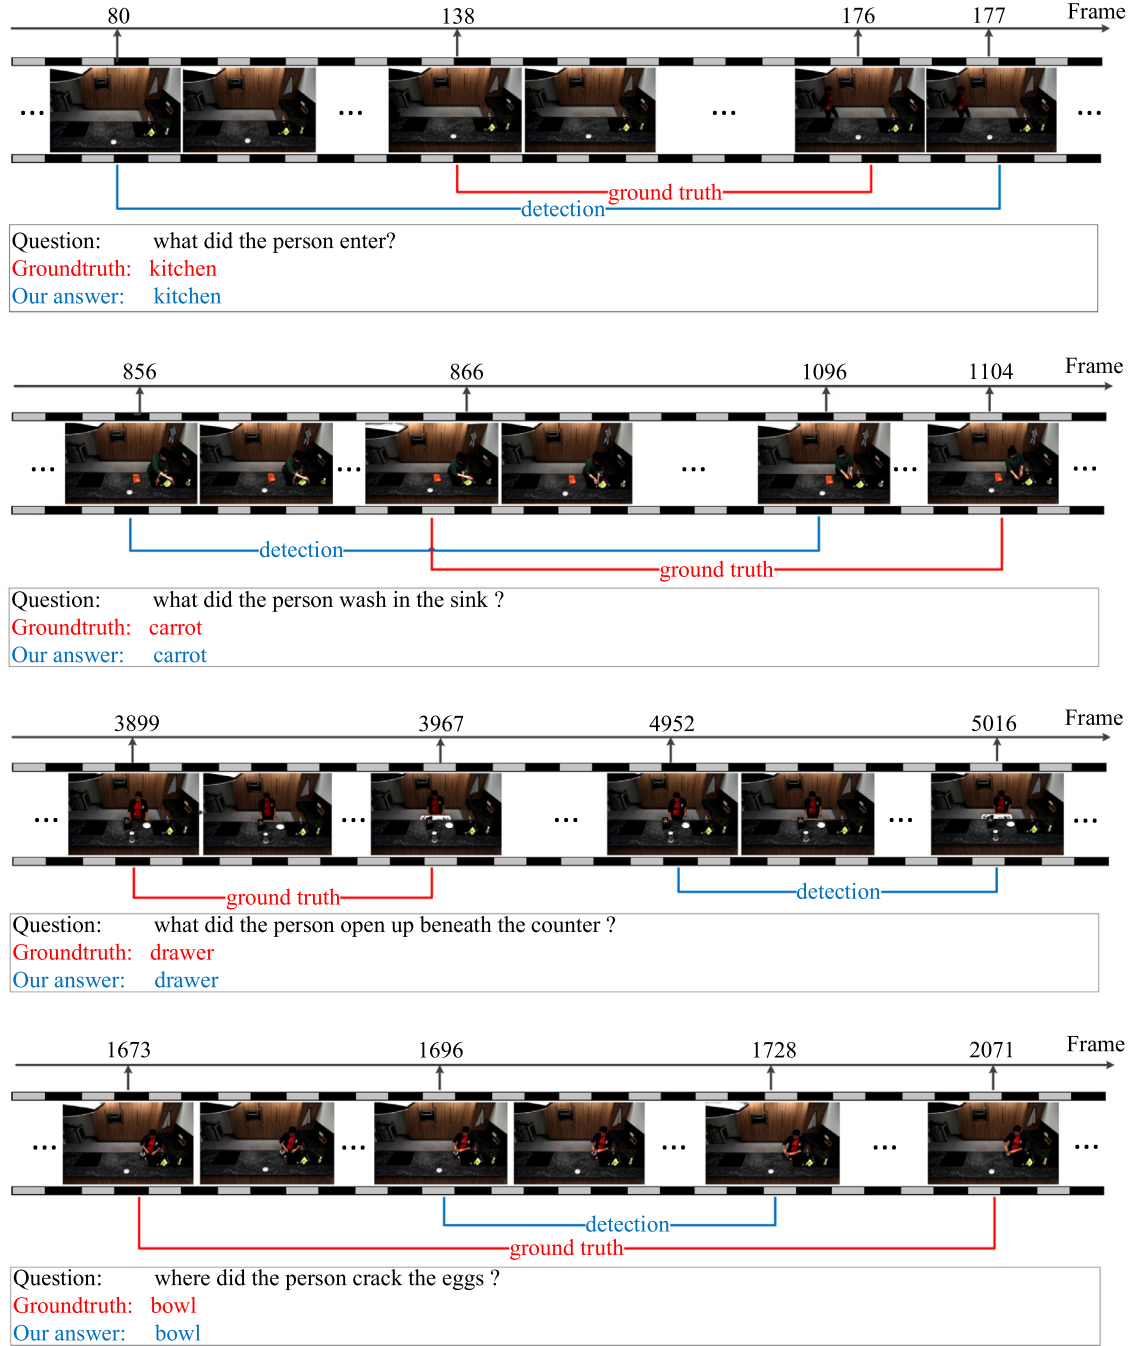 80 138 176 177 Frame
... ... ... ...
ground truth
detection
Question: what did the person enter?
Groundtruth: kitchen
Our answer: kitchen
856 866 1096 1104 Frame
... ... ... ... ...
detection
ground truth
Question: what did the person wash in the sink ?
Groundtruth: carrot
Our answer: carrot
3899 3967 4952 5016 Frame
... ... ... ... ...
ground truth detection
Question: what did the person open up beneath the counter ?
Groundtruth: drawer
Our answer: drawer
1673 1696 1728 2071 Frame
... ... ... ... ...
detection
ground truth
Question: where did the person crack the eggs ?
Groundtruth: bowl
Our answer: bowl